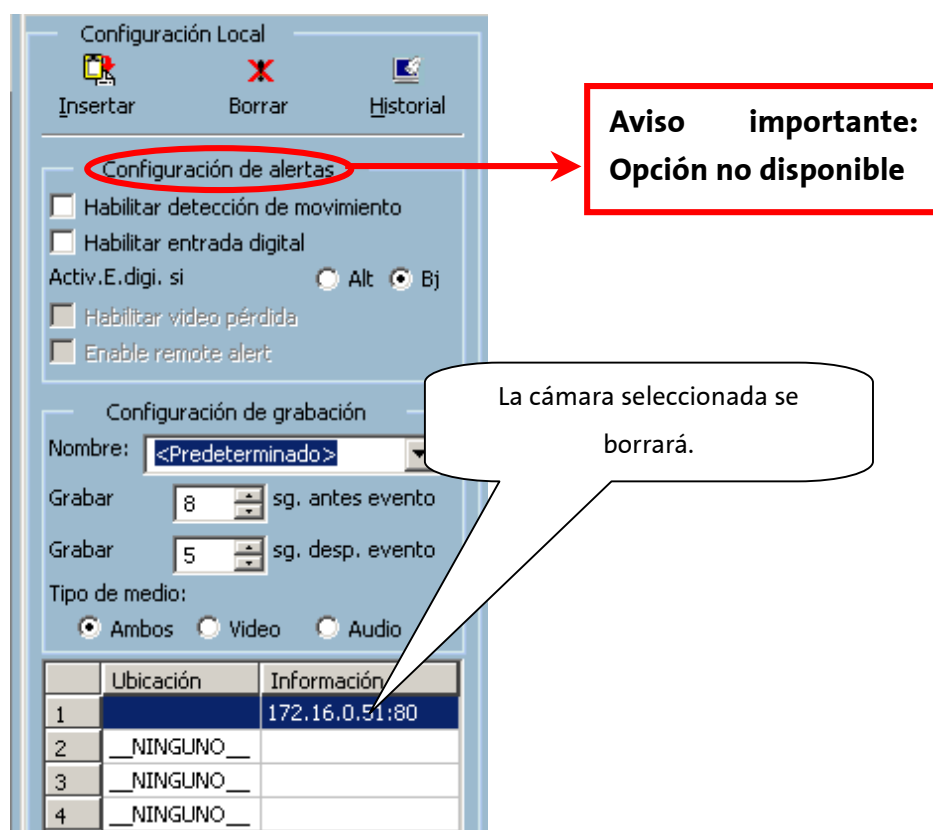 Configuración Local
Insertar Borrar Historial
Aviso importante:
Opción no disponible
Configuración de alertas
Habilitar detección de movimiento
Habilitar entrada digital
Activ.E.digi. si Alt Bj
Habilitar video pérdida
Enable remote alert
La cámara seleccionada se
borrará.
Configuración de grabación
Nombre: <Predeterminado>
Grabar 8 sg. antes evento
Grabar 5 sg. desp. evento
Tipo de medio:
Ambos Video Audio
Ubicación Información
1 172.16.0.51:80
2 __NINGUNO__
3 __NINGUNO__
4 __NINGUNO__